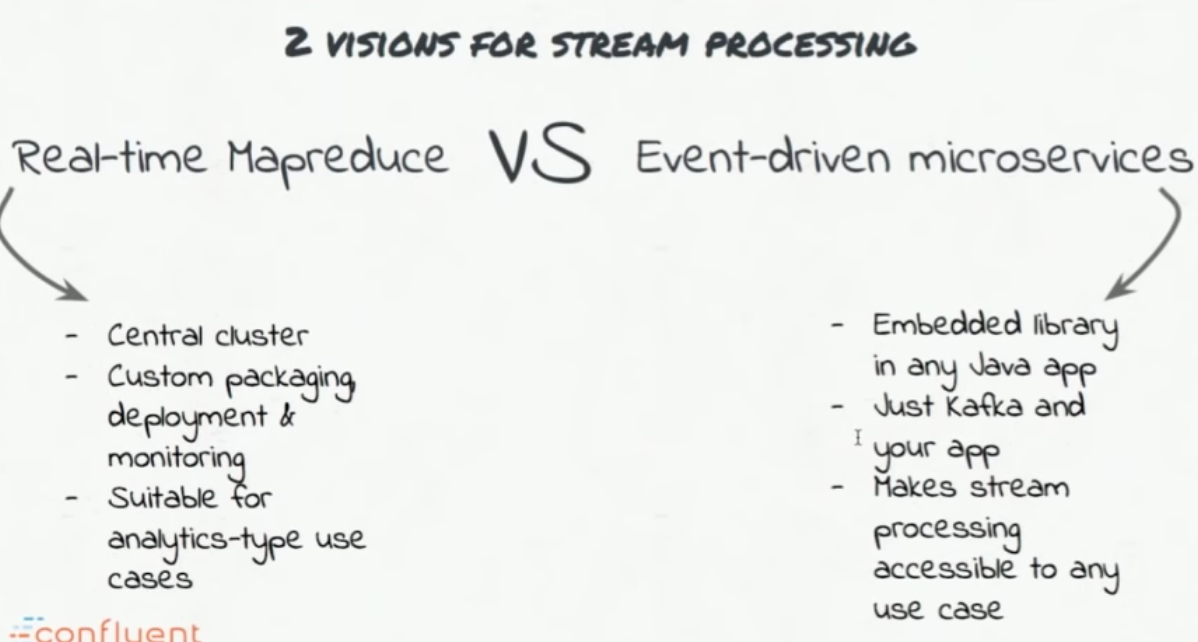 2 VISIONS FOR STREAM PROCESSING
Real-time Mapreduce VS Event-driven microservices
- Central cluster
- Custom packaging,
deployment &
monitoring
- Suitable for
analytics-type use
cases
- Embedded library
in any Java app
- Just Kafka and
your app
- Makes stream
processing
accessible to any
use case
confluent